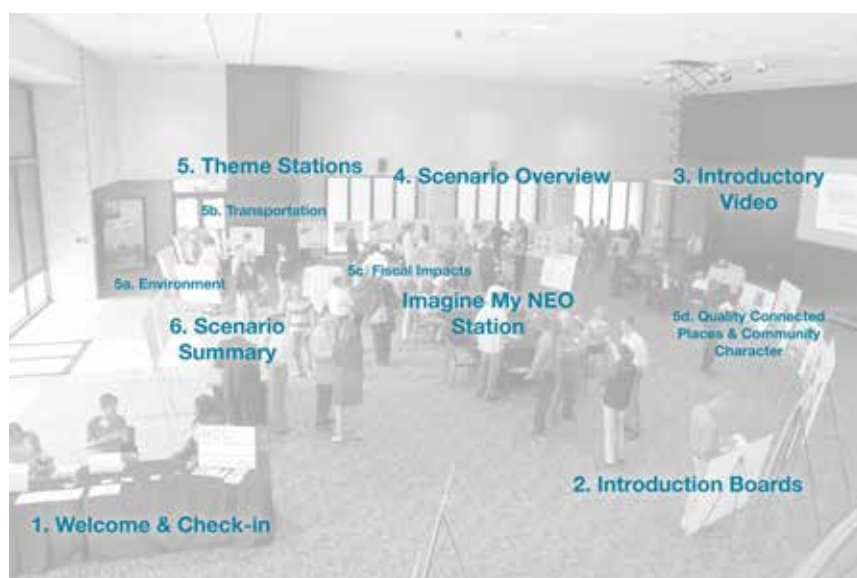 5. Theme Stations
4. Scenario Overview
3. Introductory
Video
5b. Transportation
5a. Environment
5c. Fiscal Impacts
Imagine My NEO
Station
5d. Quality Connected
Places & Community
Character
6. Scenario
Summary
2. Introduction Boards
1. Welcome & Check-in